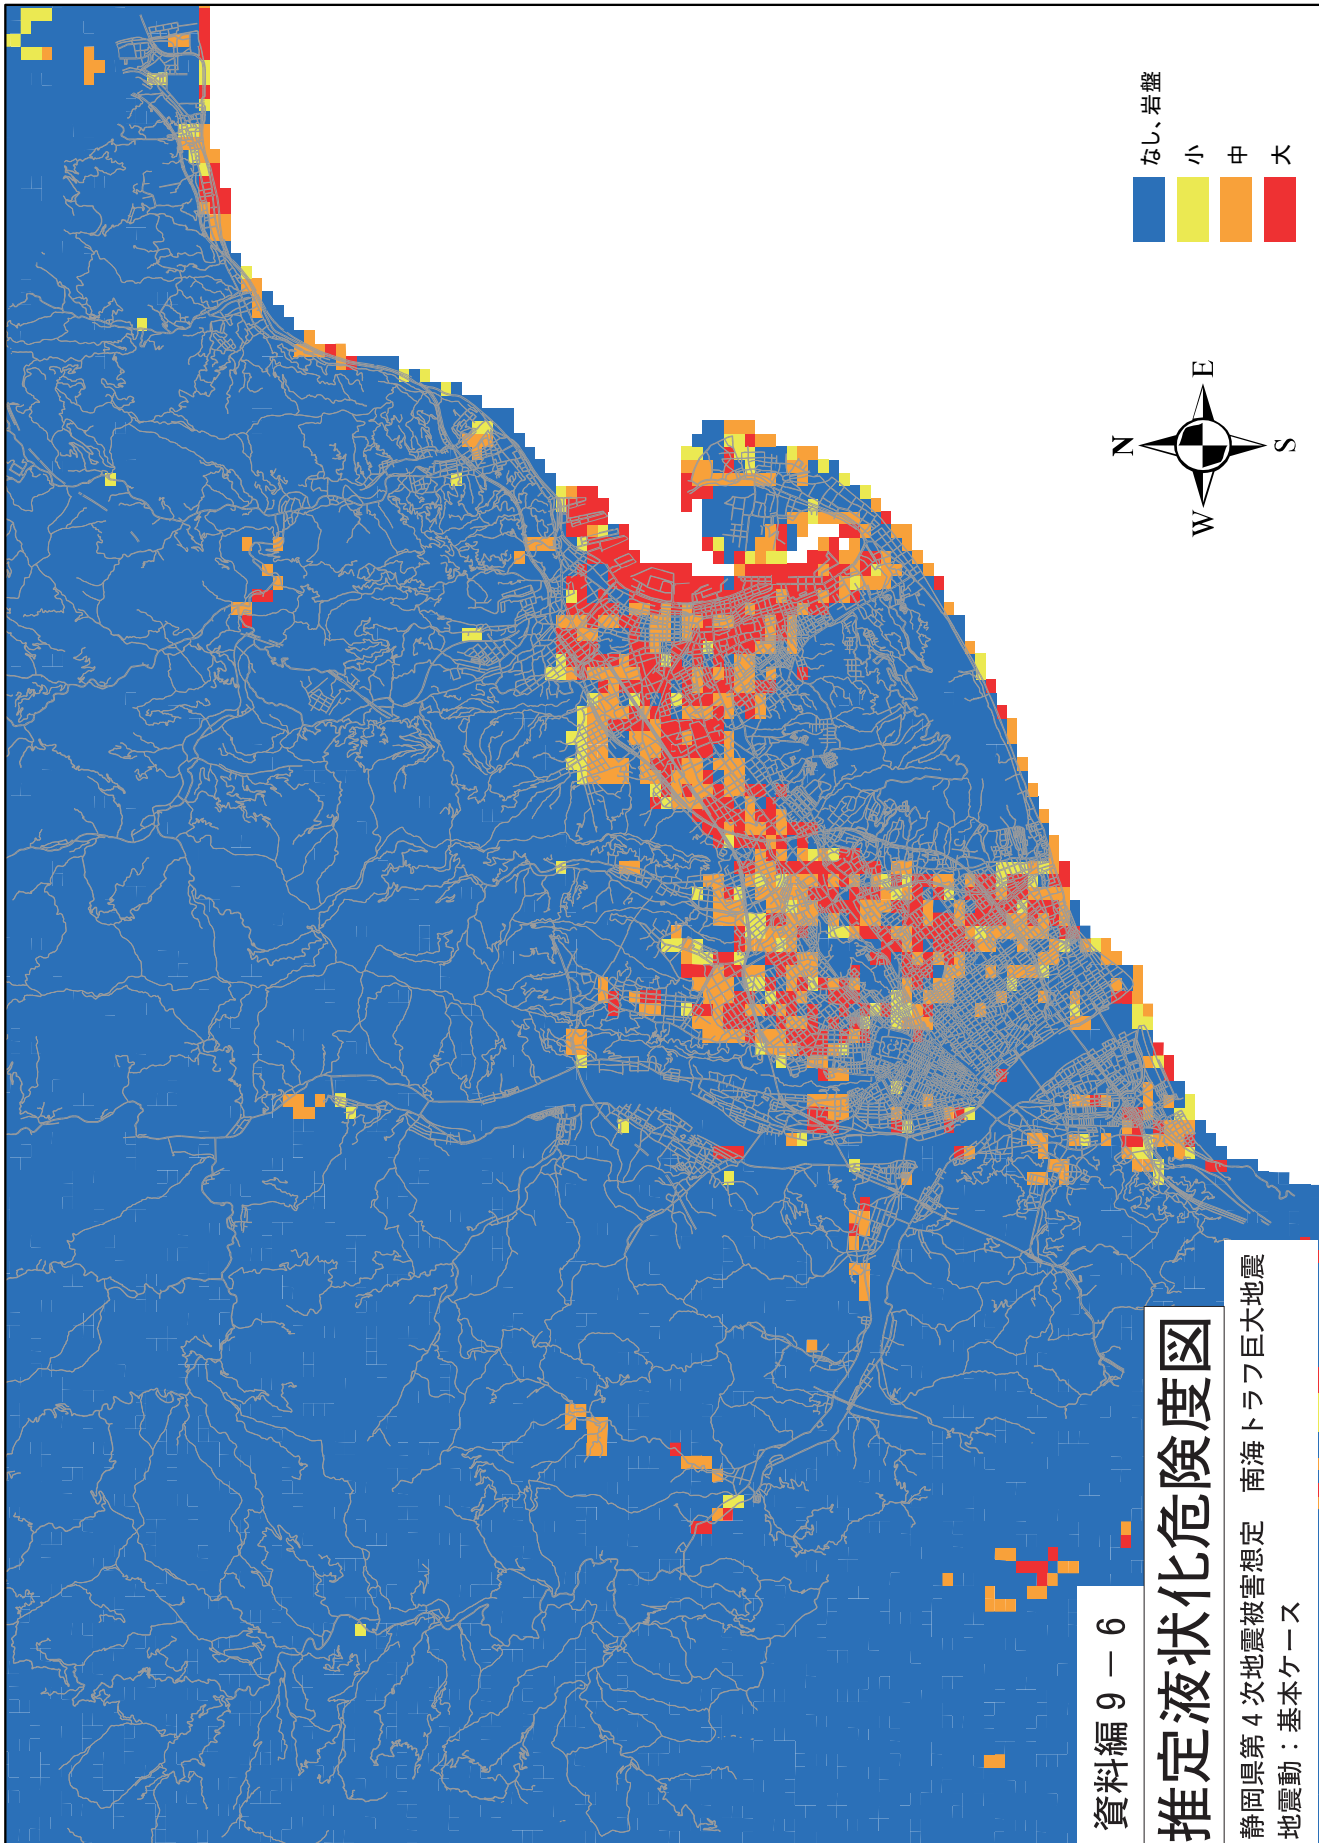 資料編９－６
推定液状化危険度図
静岡県第４次地震被害想定　南海トラフ巨大地震
地震動：基本ケース
N
W
E
S
なし、岩盤
小
中
大